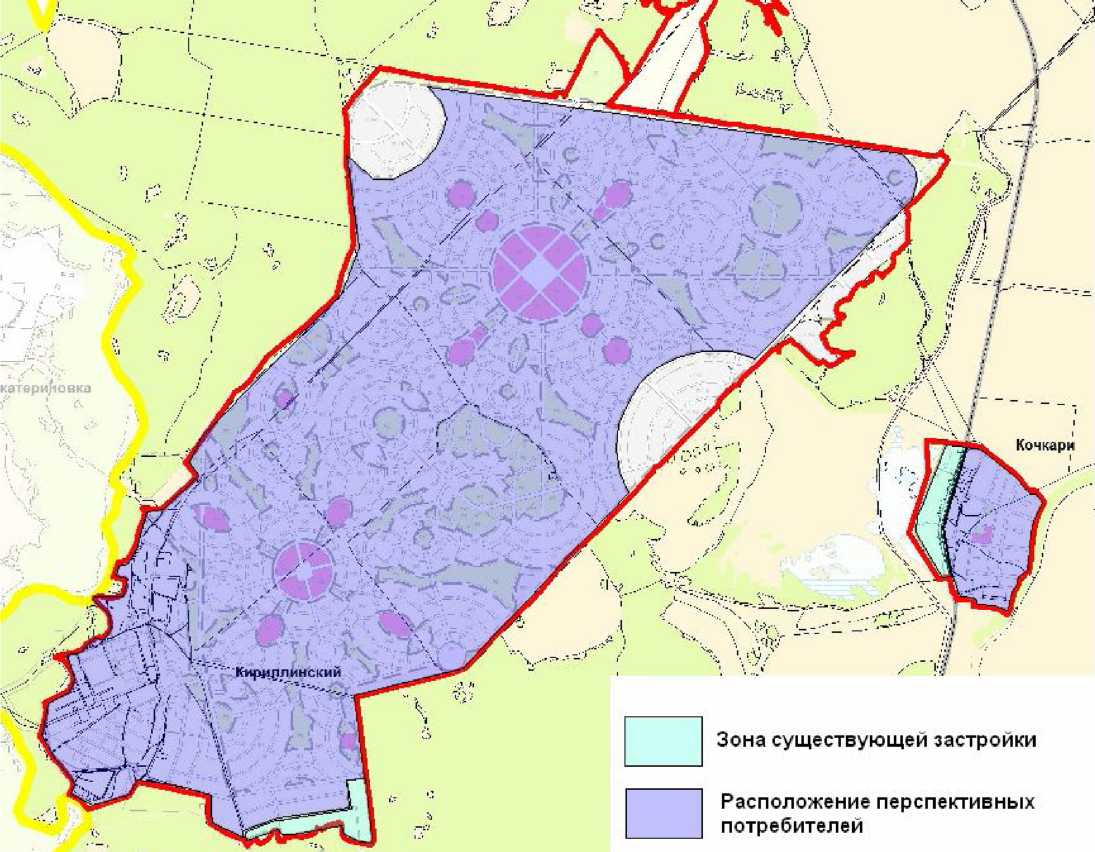 катериновка
Кочкари
Кириллинский
Зона существующей застройки
Расположение перспективных
потребителей